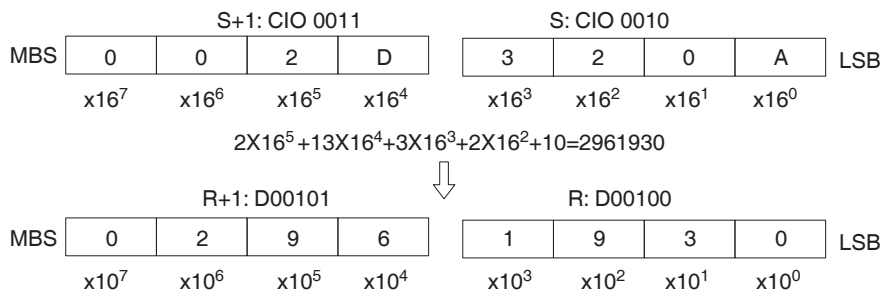 S+1: CIO 0011 S: CIO 0010
MBS 0 0 2 D 3 2 0 A LSB
x16⁷ x16⁶ x16⁵ x16⁴ x16³ x16² x16¹ x16⁰
2X16⁵+13X16⁴+3X16³+2X16²+10=2961930
R+1: D00101 R: D00100
MBS 0 2 9 6 1 9 3 0 LSB
x10⁷ x10⁶ x10⁵ x10⁴ x10³ x10² x10¹ x10⁰